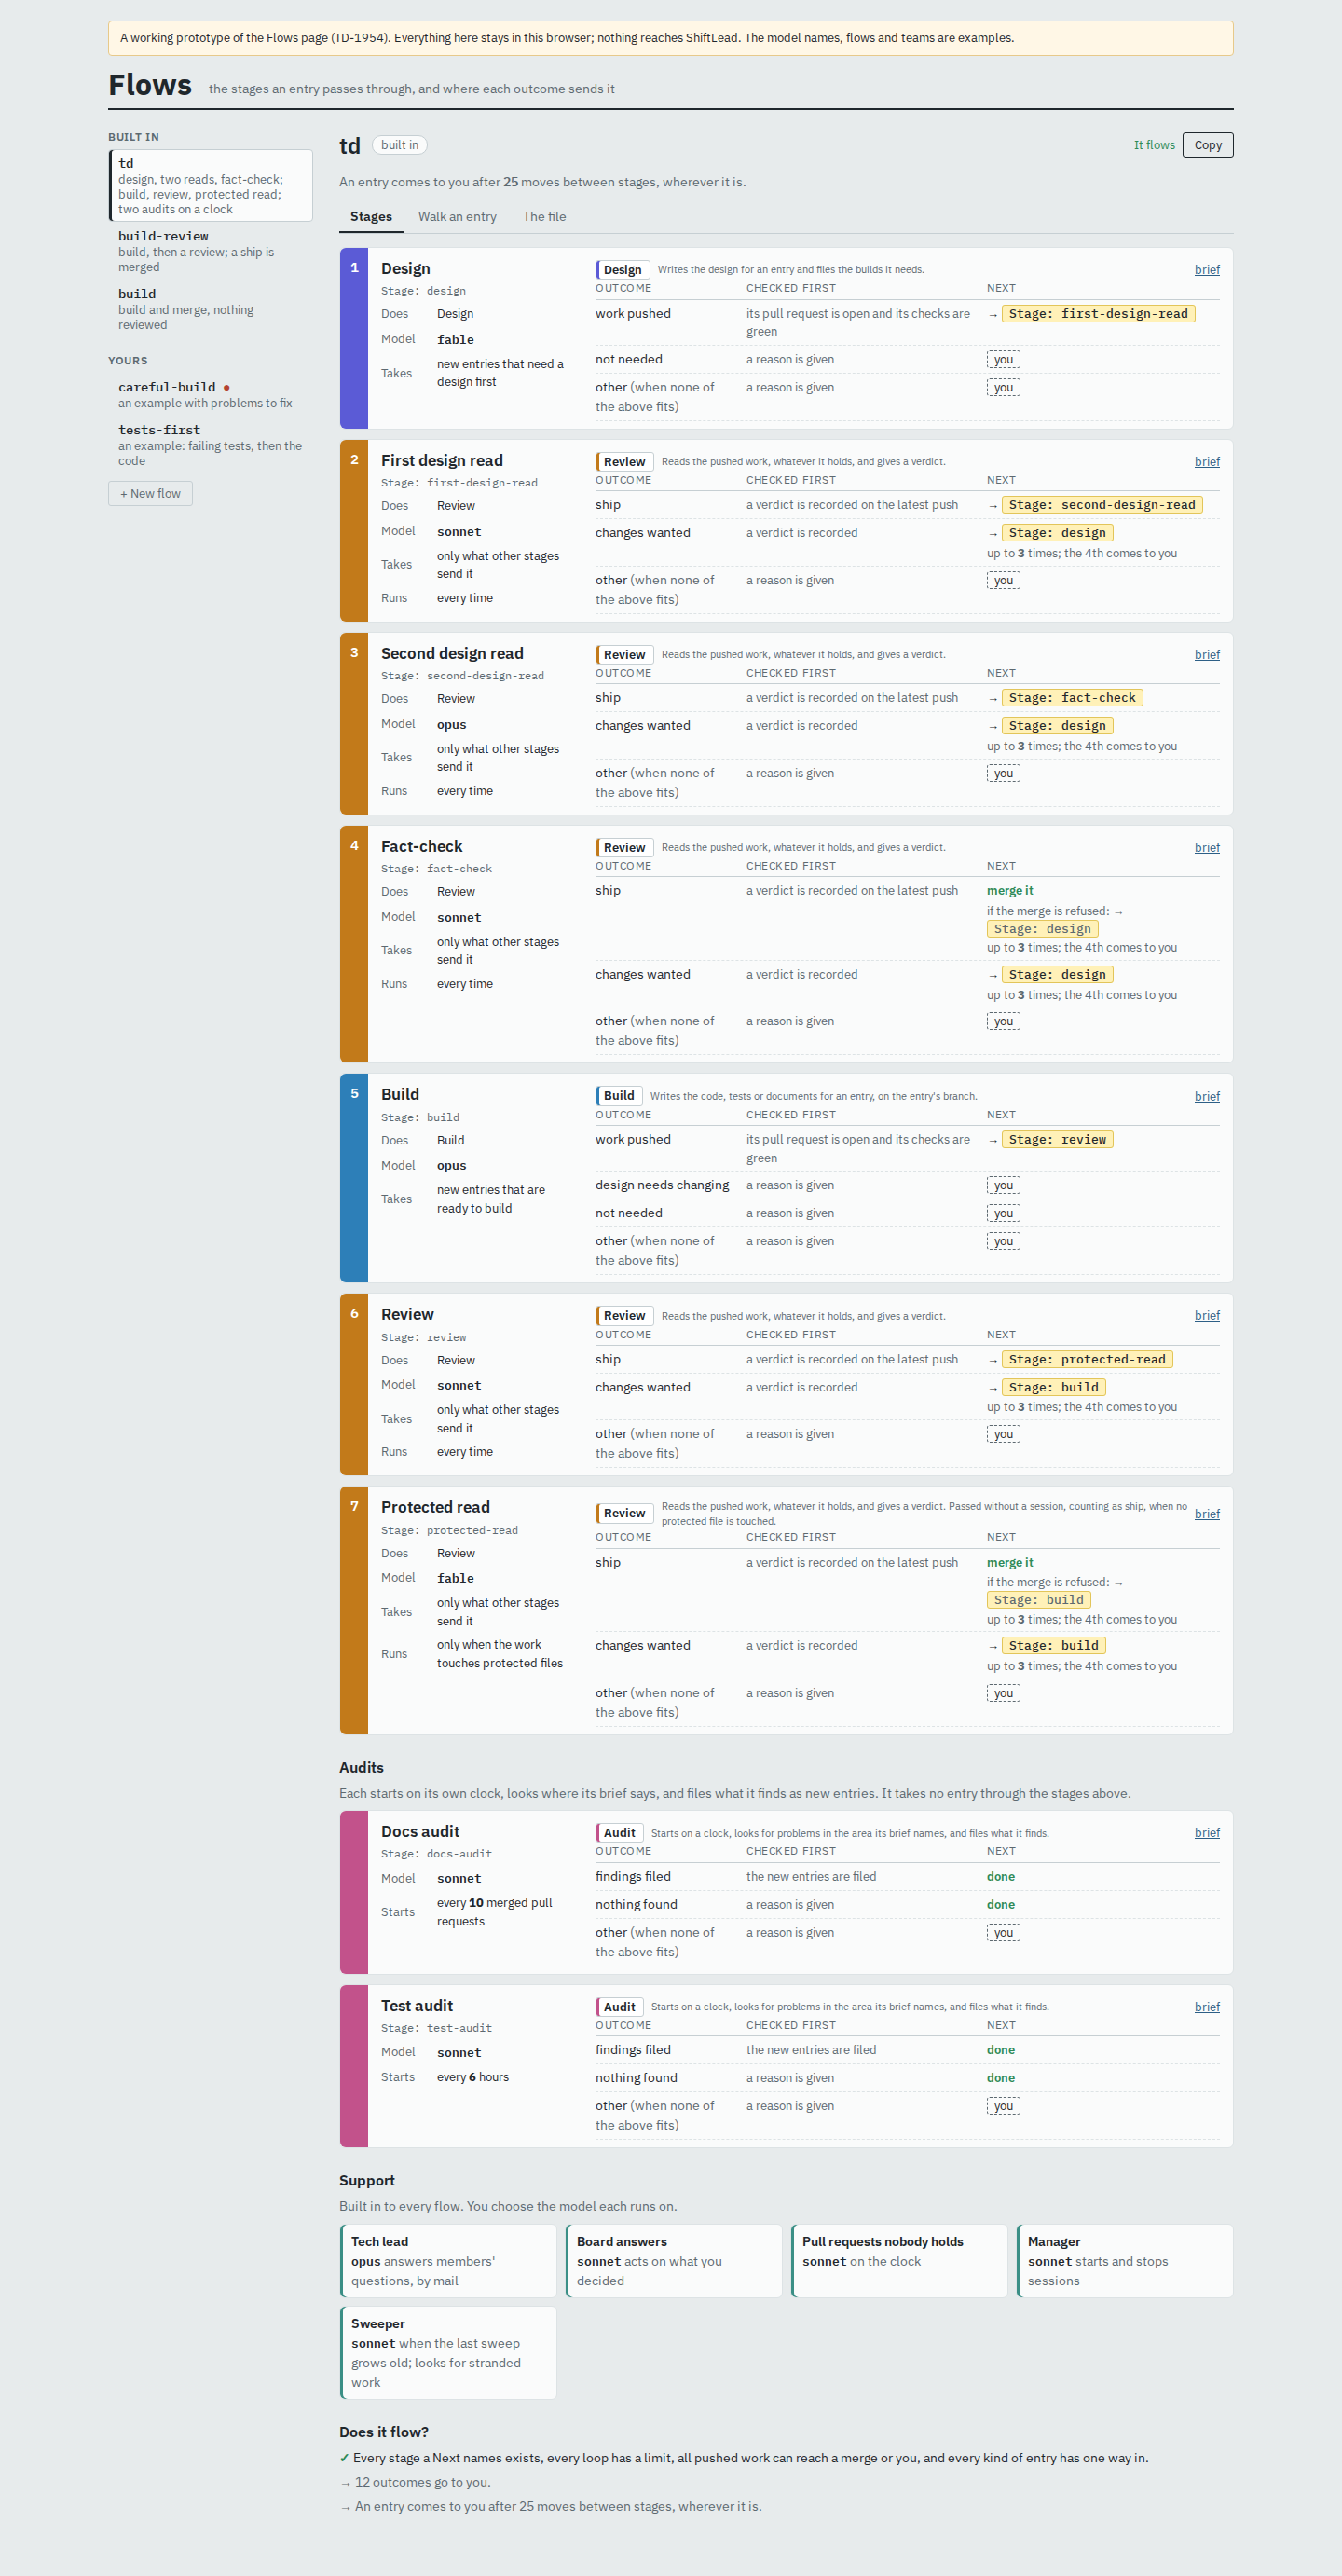 A working prototype of the Flows page (TD-1954). Everything here stays in this browser; nothing reaches ShiftLead. The model names, flows and teams are examples.
Flows the stages an entry passes through, and where each outcome sends it
BUILT IN
td
design, two reads, fact-check;
build, review, protected read;
two audits on a clock
build-review
build, then a review; a ship is
merged
build
build and merge, nothing
reviewed
YOURS
careful-build
an example with problems to fix
tests-first
an example: failing tests, then the
code
+ New flow
td built in It flows Copy
An entry comes to you after 25 moves between stages, wherever it is.
Stages Walk an entry The file
1 Design
Stage: design
Does Design
Model fable
Takes new entries that need a
design first
Design Writes the design for an entry and files the builds it needs. brief
OUTCOME CHECKED FIRST NEXT
work pushed its pull request is open and its checks are → Stage: first-design-read
green
not needed a reason is given you
other (when none of a reason is given you
the above fits)
2 First design read
Stage: first-design-read
Does Review
Model sonnet
Takes only what other stages
send it
Runs every time
Review Reads the pushed work, whatever it holds, and gives a verdict. brief
OUTCOME CHECKED FIRST NEXT
ship a verdict is recorded on the latest push → Stage: second-design-read
changes wanted a verdict is recorded → Stage: design
up to 3 times; the 4th comes to you
other (when none of a reason is given you
the above fits)
3 Second design read
Stage: second-design-read
Does Review
Model opus
Takes only what other stages
send it
Runs every time
Review Reads the pushed work, whatever it holds, and gives a verdict. brief
OUTCOME CHECKED FIRST NEXT
ship a verdict is recorded on the latest push → Stage: fact-check
changes wanted a verdict is recorded → Stage: design
up to 3 times; the 4th comes to you
other (when none of a reason is given you
the above fits)
4 Fact-check
Stage: fact-check
Does Review
Model sonnet
Takes only what other stages
send it
Runs every time
Review Reads the pushed work, whatever it holds, and gives a verdict. brief
OUTCOME CHECKED FIRST NEXT
ship a verdict is recorded on the latest push merge it
if the merge is refused: →
Stage: design
up to 3 times; the 4th comes to you
changes wanted a verdict is recorded → Stage: design
up to 3 times; the 4th comes to you
other (when none of a reason is given you
the above fits)
5 Build
Stage: build
Does Build
Model opus
Takes new entries that are
ready to build
Build Writes the code, tests or documents for an entry, on the entry's branch. brief
OUTCOME CHECKED FIRST NEXT
work pushed its pull request is open and its checks are → Stage: review
green
design needs changing a reason is given you
not needed a reason is given you
other (when none of a reason is given you
the above fits)
6 Review
Stage: review
Does Review
Model sonnet
Takes only what other stages
send it
Runs every time
Review Reads the pushed work, whatever it holds, and gives a verdict. brief
OUTCOME CHECKED FIRST NEXT
ship a verdict is recorded on the latest push → Stage: protected-read
changes wanted a verdict is recorded → Stage: build
up to 3 times; the 4th comes to you
other (when none of a reason is given you
the above fits)
7 Protected read
Stage: protected-read
Does Review
Model fable
Takes only what other stages
send it
Runs only when the work
touches protected files
Review Reads the pushed work, whatever it holds, and gives a verdict. Passed without a session, counting as ship, when no brief
protected file is touched.
OUTCOME CHECKED FIRST NEXT
ship a verdict is recorded on the latest push merge it
if the merge is refused: →
Stage: build
up to 3 times; the 4th comes to you
changes wanted a verdict is recorded → Stage: build
up to 3 times; the 4th comes to you
other (when none of a reason is given you
the above fits)
Audits
Each starts on its own clock, looks where its brief says, and files what it finds as new entries. It takes no entry through the stages above.
Docs audit
Stage: docs-audit
Model sonnet
Starts every 10 merged pull
requests
Audit Starts on a clock, looks for problems in the area its brief names, and files what it finds. brief
OUTCOME CHECKED FIRST NEXT
findings filed the new entries are filed done
nothing found a reason is given done
other (when none of a reason is given you
the above fits)
Test audit
Stage: test-audit
Model sonnet
Starts every 6 hours
Audit Starts on a clock, looks for problems in the area its brief names, and files what it finds. brief
OUTCOME CHECKED FIRST NEXT
findings filed the new entries are filed done
nothing found a reason is given done
other (when none of a reason is given you
the above fits)
Support
Built in to every flow. You choose the model each runs on.
Tech lead
opus answers members'
questions, by mail
Board answers
sonnet acts on what you
decided
Pull requests nobody holds
sonnet on the clock
Manager
sonnet starts and stops
sessions
Sweeper
sonnet when the last sweep
grows old; looks for stranded
work
Does it flow?
✓ Every stage a Next names exists, every loop has a limit, all pushed work can reach a merge or you, and every kind of entry has one way in.
→ 12 outcomes go to you.
→ An entry comes to you after 25 moves between stages, wherever it is.